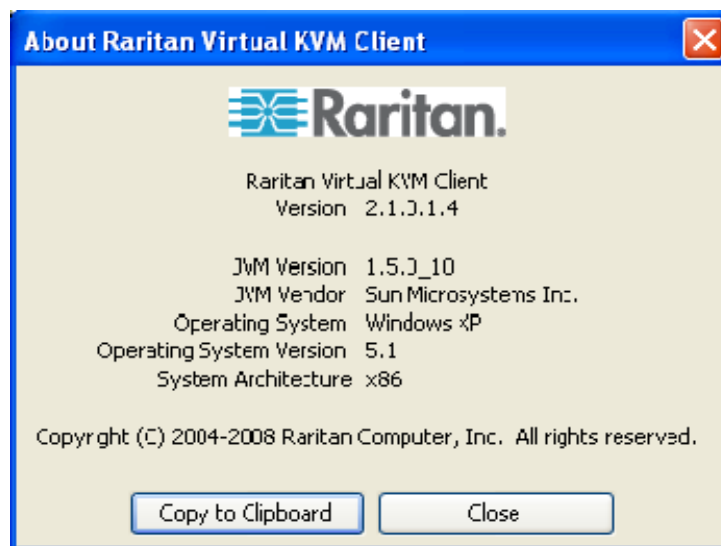 About Raritan Virtual KVM Client
Raritan.
Raritan Virtual KVM Client
Version 2.1.0.1.4
JVM Version 1.5.0_10
JVM Vendor Sun Microsystems Inc.
Operating System Windows XP
Operating System Version 5.1
System Architecture x86
Copyright (C) 2004-2008 Raritan Computer, Inc. All rights reserved.
Copy to Clipboard
Close